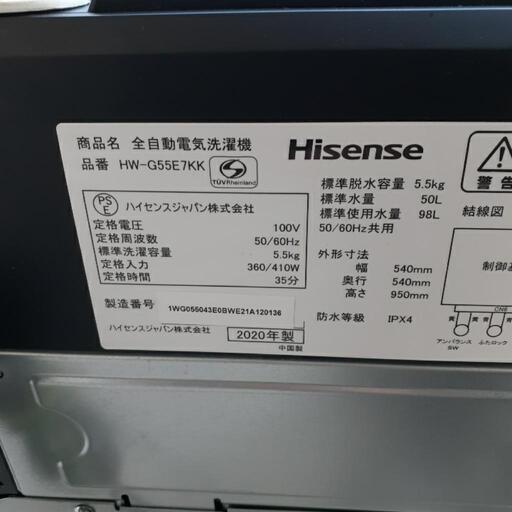 商品名 全自動電気洗濯機
品番 HW-G55E7KK
TÜVRheinland
Hisense
PSE
ハイセンスジャパン株式会社
定格電圧 100V
定格周波数 50/60Hz
標準洗濯容量 5.5kg
定格入力 360/410W
定格時間 35分
製造番号 1WG055043E0BWE21A120136
ハイセンスジャパン株式会社 2020年製
中国製
標準脱水容量 5.5kg
標準水量 50L
標準使用水量 98L
50/60Hz共用
外形寸法
幅 540mm
奥行 540mm
高さ 950mm
防水等級 IPX4
警告
結線図
制御基
CN8
アンバランスSW
ふたロック